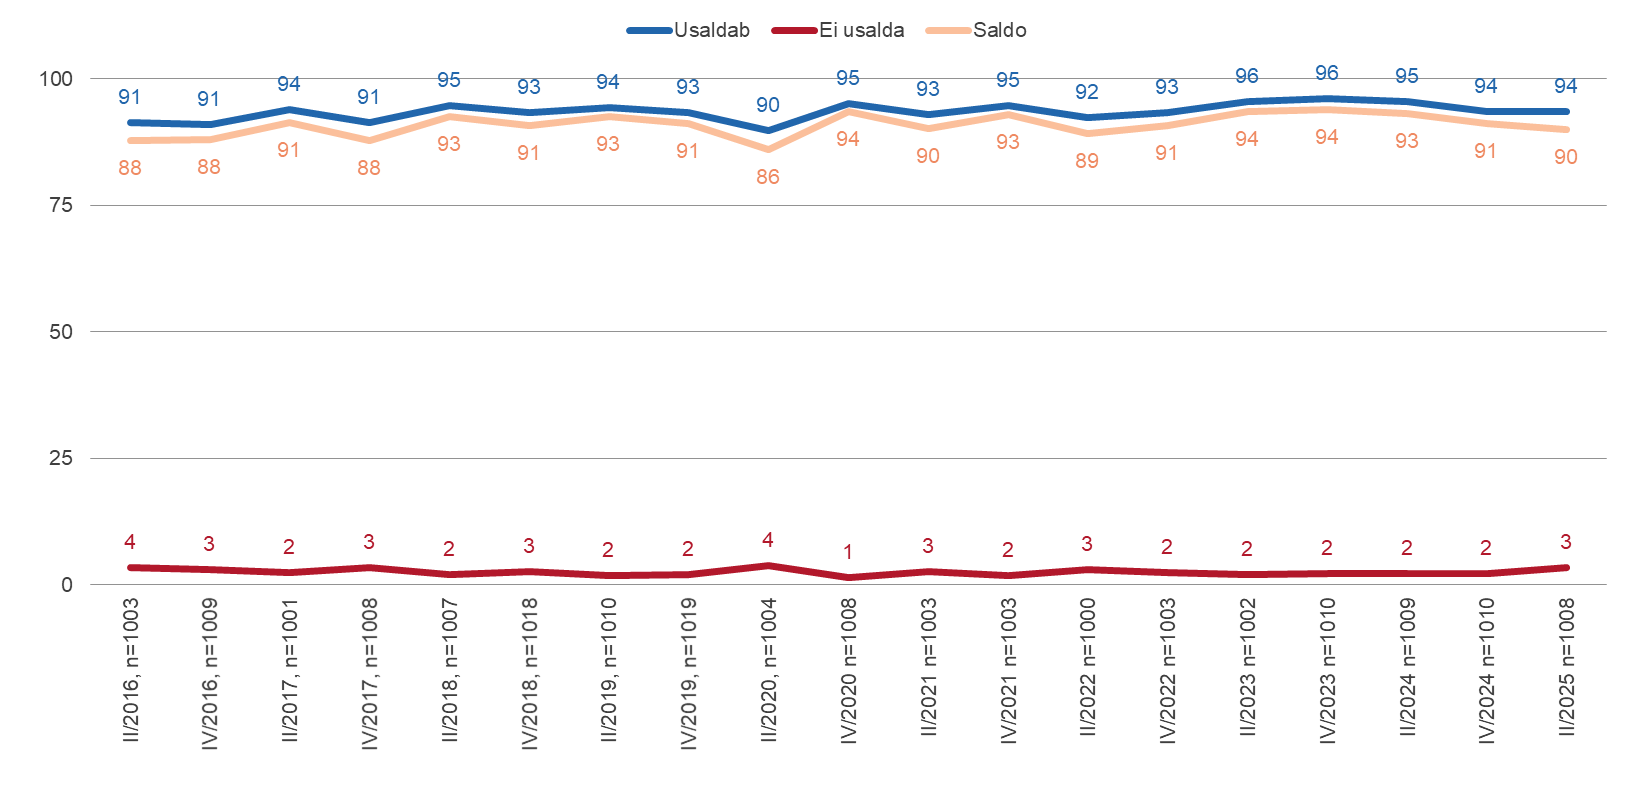 Usaldab Ei usalda Saldo
100
91 91 94 91 95 93 94 93 90 95 93 95 92 93 96 96 95 94 94
88 88 91 88 93 91 93 91 86 94 90 93 89 91 94 94 93 91 90
75
50
25
4 3 2 3 2 3 2 2 4 1 3 2 3 2 2 2 2 2 3
0
II/2016, n=1003
IV/2016, n=1009
II/2017, n=1001
IV/2017, n=1008
II/2018, n=1007
IV/2018, n=1018
II/2019, n=1010
IV/2019, n=1019
II/2020, n=1004
IV/2020 n=1008
II/2021 n=1003
IV/2021 n=1003
II/2022 n=1000
IV/2022 n=1003
II/2023 n=1002
IV/2023 n=1010
II/2024 n=1009
IV/2024 n=1010
II/2025 n=1008